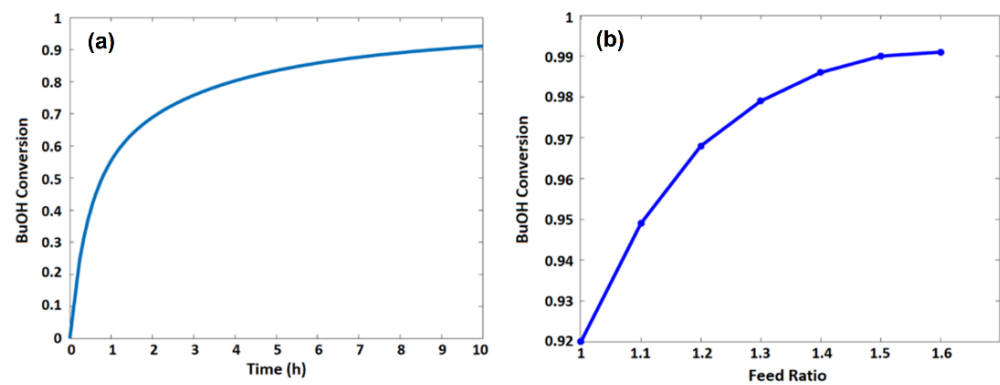 (a)
BuOH Conversion
1
0.9
0.8
0.7
0.6
0.5
0.4
0.3
0.2
0.1
0
0 1 2 3 4 5 6 7 8 9 10
Time (h)
(b)
BuOH Conversion
1
0.99
0.98
0.97
0.96
0.95
0.94
0.93
0.92
1 1.1 1.2 1.3 1.4 1.5 1.6
Feed Ratio